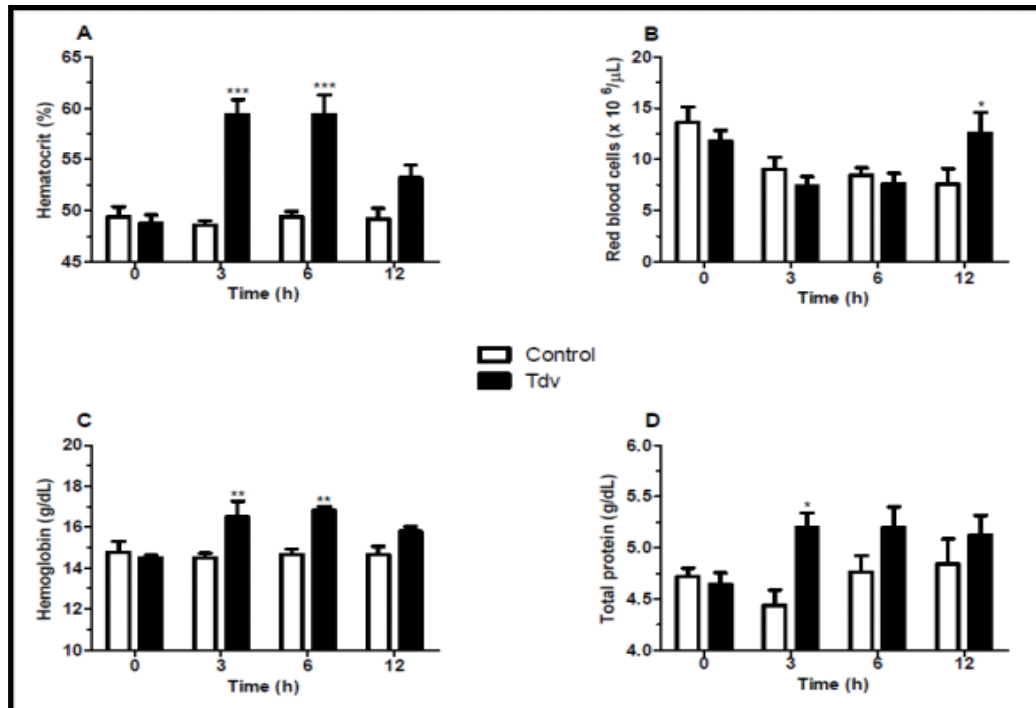 A
Hematocrit (%)
65
60
55
50
45
***
***
0 3 6 12
Time (h)
B
Red blood cells (x 10 6/µL)
20
15
10
5
0
*
0 3 6 12
Time (h)
Control
Tdv
C
Hemoglobin (g/dL)
20
18
16
14
12
10
**
**
0 3 6 12
Time (h)
D
Total protein (g/dL)
6.0
5.5
5.0
4.5
4.0
*
0 3 6 12
Time (h)